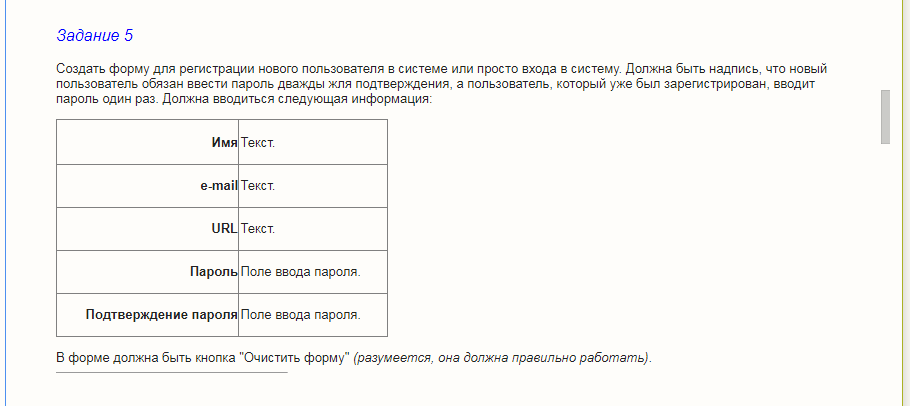 Задание 5
Создать форму для регистрации нового пользователя в системе или просто входа в систему. Должна быть надпись, что новый
пользователь обязан ввести пароль дважды жля подтверждения, а пользователь, который уже был зарегистрирован, вводит
пароль один раз. Должна вводиться следующая информация:
Имя Текст.
e-mail Текст.
URL Текст.
Пароль Поле ввода пароля.
Подтверждение пароля Поле ввода пароля.
В форме должна быть кнопка "Очистить форму" (разумеется, она должна правильно работать).